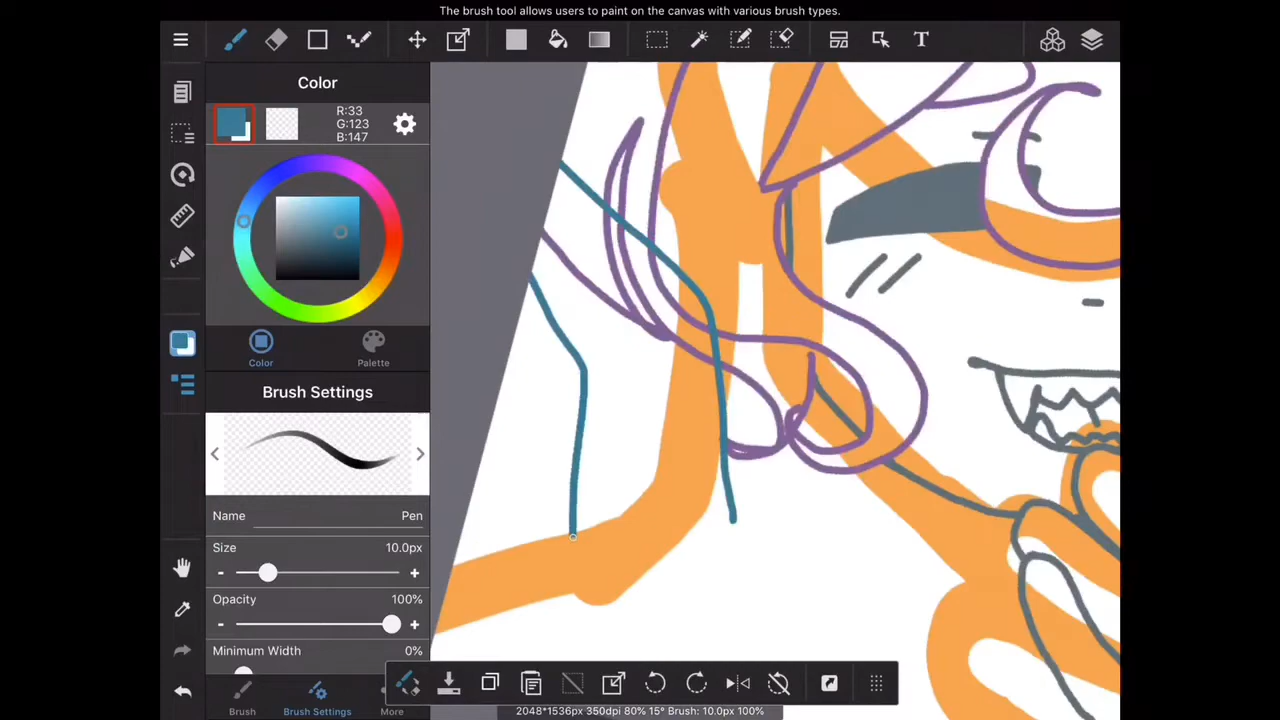 The brush tool allows users to paint on the canvas with various brush types.
T
Color
R:33
G:123
B:147
Color
Palette
Brush Settings
Name
Pen
Size
10.0px
-
+
Opacity
100%
-
+
Minimum Width
0%
Brush
Brush Settings
More
2048*1536px 350dpi 80% 15° Brush: 10.0px 100%